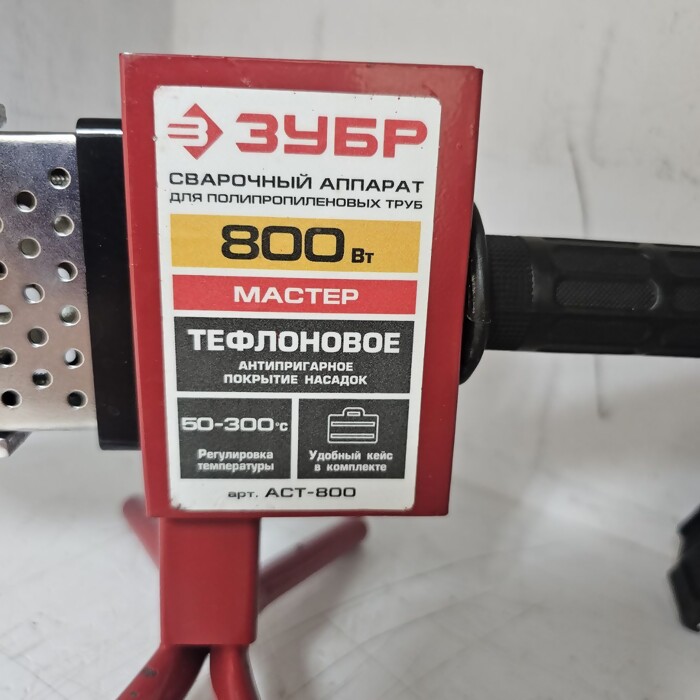 ЗУБР
СВАРОЧНЫЙ АППАРАТ
ДЛЯ ПОЛИПРОПИЛЕНОВЫХ ТРУБ
800 Вт
МАСТЕР
ТЕФЛОНОВОЕ
АНТИПРИГАРНОЕ
ПОКРЫТИЕ НАСАДОК
50-300°C
Регулировка
температуры
Удобный кейс
в комплекте
арт. АСТ-800